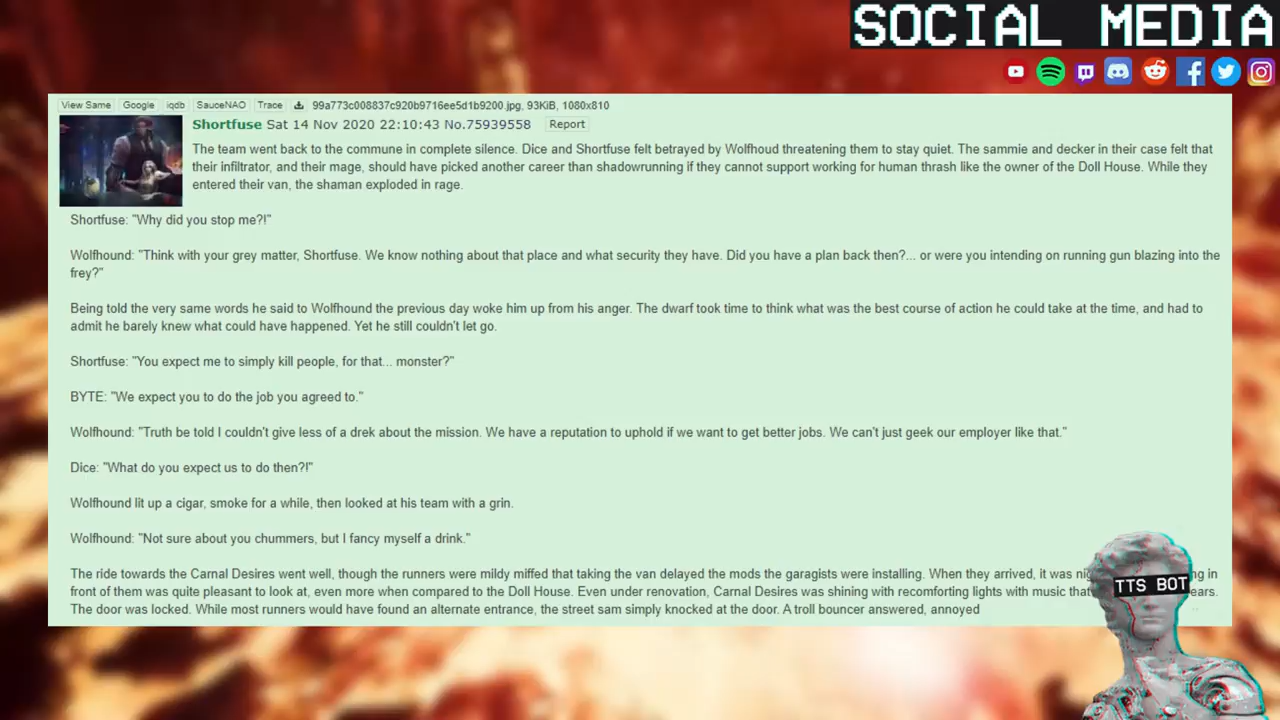 SOCIAL MEDIA
View Same Google iqdb SauceNAO Trace 99a773c008837c920b9716ee5d1b9200.jpg, 93KiB, 1080x810
Shortfuse Sat 14 Nov 2020 22:10:43 No.75939558 Report
The team went back to the commune in complete silence. Dice and Shortfuse felt betrayed by Wolfhoud threatening them to stay quiet. The sammie and decker in their case felt that
their infiltrator, and their mage, should have picked another career than shadowrunning if they cannot support working for human thrash like the owner of the Doll House. While they
entered their van, the shaman exploded in rage.
Shortfuse: "Why did you stop me?!"
Wolfhound: "Think with your grey matter, Shortfuse. We know nothing about that place and what security they have. Did you have a plan back then?... or were you intending on running gun blazing into the
frey?"
Being told the very same words he said to Wolfhound the previous day woke him up from his anger. The dwarf took time to think what was the best course of action he could take at the time, and had to
admit he barely knew what could have happened. Yet he still couldn't let go.
Shortfuse: "You expect me to simply kill people, for that... monster?"
BYTE: "We expect you to do the job you agreed to."
Wolfhound: "Truth be told I couldn't give less of a drek about the mission. We have a reputation to uphold if we want to get better jobs. We can't just geek our employer like that."
Dice: "What do you expect us to do then?!"
Wolfhound lit up a cigar, smoke for a while, then looked at his team with a grin.
Wolfhound: "Not sure about you chummers, but I fancy myself a drink."
The ride towards the Carnal Desires went well, though the runners were mildy miffed that taking the van delayed the mods the garagists were installing. When they arrived, it was in
front of them was quite pleasant to look at, even more when compared to the Doll House. Even under renovation, Carnal Desires was shining with recomforting lights with music that ears.
The door was locked. While most runners would have found an alternate entrance, the street sam simply knocked at the door. A troll bouncer answered, annoyed
TTS BOT